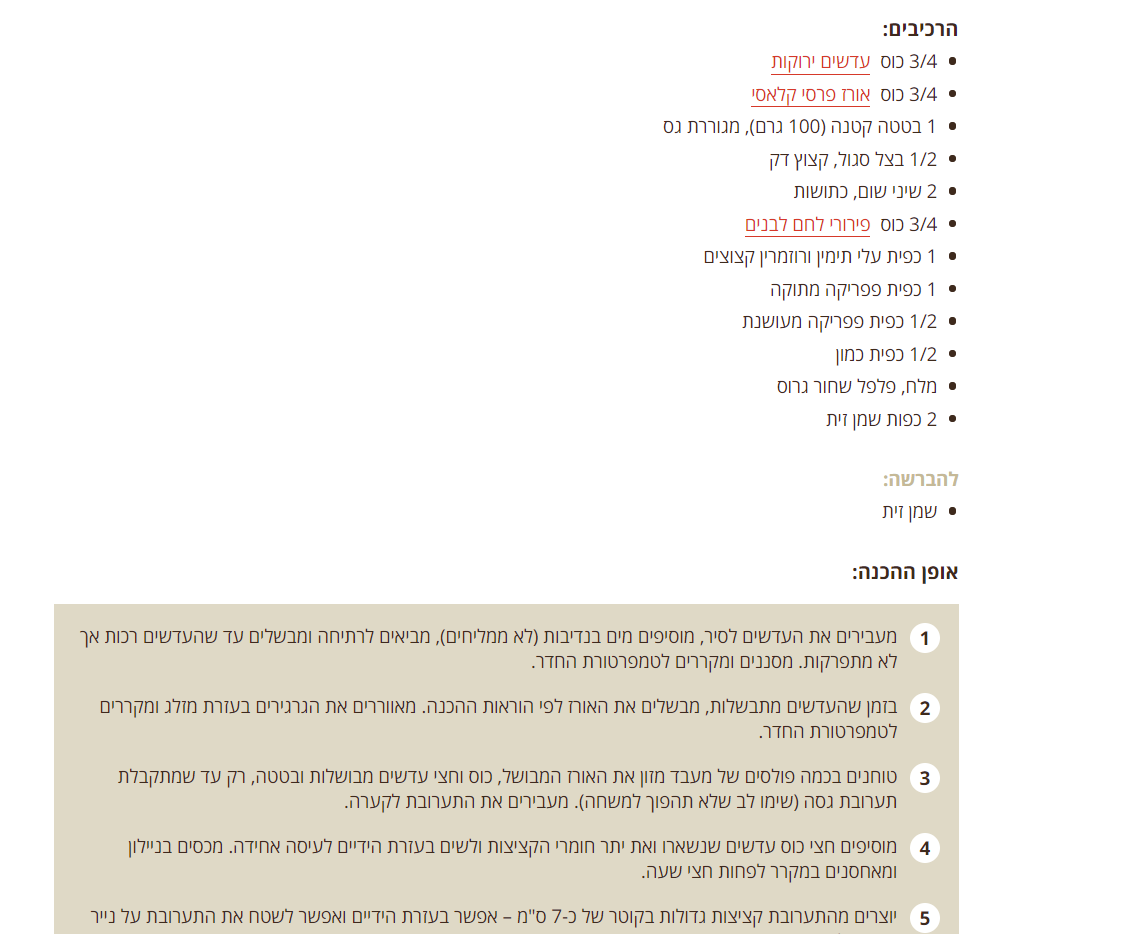 הרכיבים:
3/4 כוס עדשים ירוקות
3/4 כוס אורז פרסי קלאסי
1 בטטה קטנה (100 גרם), מגוררת גס
1/2 בצל סגול, קצוץ דק
2 שיני שום, כתושות
3/4 כוס פירורי לחם לבנים
1 כפית עלי תימין ורוזמרין קצוצים
1 כפית פפריקה מתוקה
1/2 כפית פפריקה מעושנת
1/2 כפית כמון
מלח, פלפל שחור גרוס
2 כפות שמן זית
להברשה:
שמן זית
אופן ההכנה:
1 מעבירים את העדשים לסיר, מוסיפים מים בנדיבות (לא ממליחים), מביאים לרתיחה ומבשלים עד שהעדשים רכות אך
לא מתפרקות. מסננים ומקררים לטמפרטורת החדר.
2 בזמן שהעדשים מתבשלות, מבשלים את האורז לפי הוראות ההכנה. מאווררים את הגרגירים בעזרת מזלג ומקררים
לטמפרטורת החדר.
3 טוחנים בכמה פולסים של מעבד מזון את האורז המבושל, כוס וחצי עדשים מבושלות ובטטה, רק עד שמתקבלת
תערובת גסה (שימו לב שלא תהפוך למשחה). מעבירים את התערובת לקערה.
4 מוסיפים חצי כוס עדשים שנשארו ואת יתר חומרי הקציצות ולשים בעזרת הידיים לעיסה אחידה. מכסים בניילון
ומאחסנים במקרר לפחות חצי שעה.
5 יוצרים מהתערובת קציצות גדולות בקוטר של כ-7 ס"מ – אפשר בעזרת הידיים ואפשר לשטח את התערובת על נייר